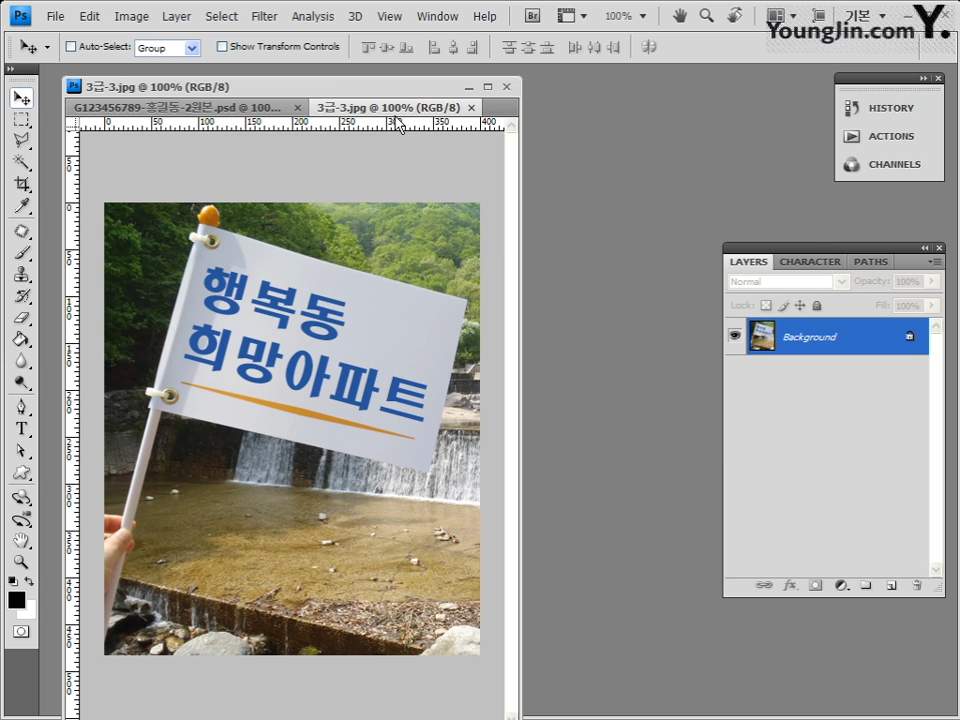 Ps File Edit Image Layer Select Filter Analysis 3D View Window Help Br 100% 기본
Y.
YoungJin.com
Auto-Select: Group Show Transform Controls
Ps 3급-3.jpg @ 100% (RGB/8)
G123456789-홍길동-2원본.psd @ 100... 3급-3.jpg @ 100% (RGB/8)
0 50 100 150 200 250 300 350 400
행복동
희망아파트
HISTORY
ACTIONS
CHANNELS
LAYERS CHARACTER PATHS
Normal Opacity: 100%
Lock: Fill: 100%
Background